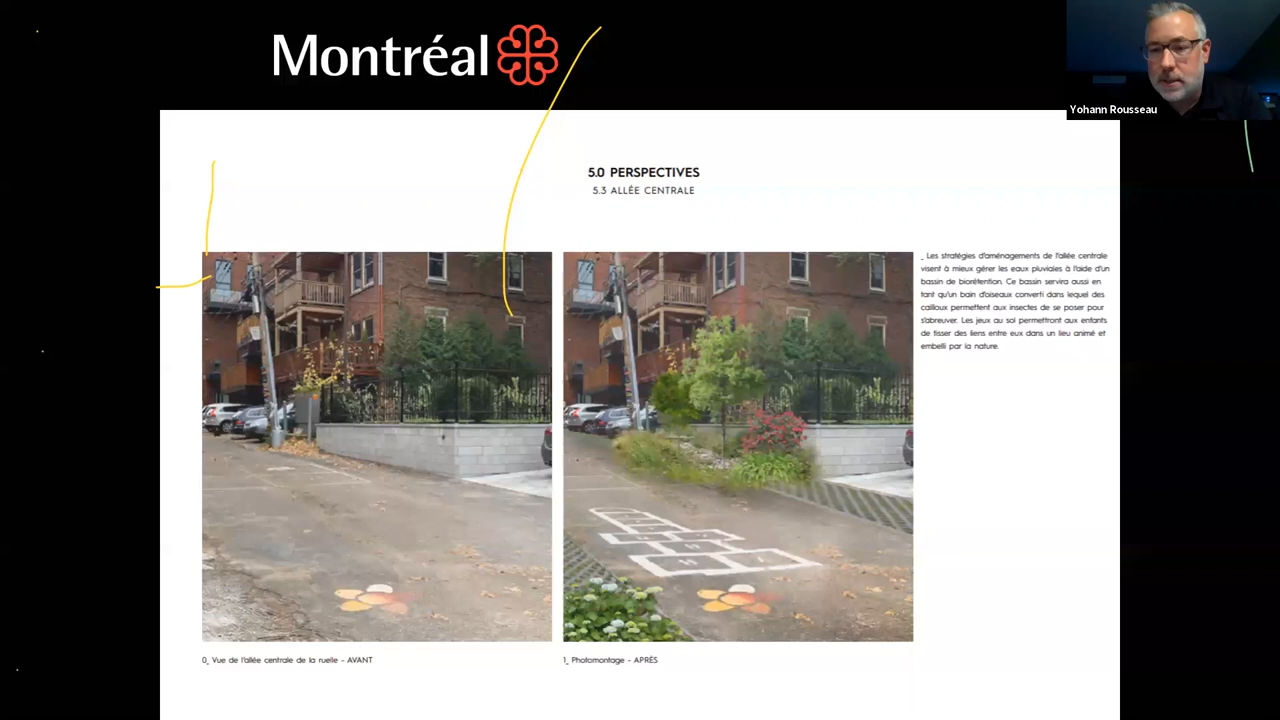 Montréal
Yohann Rousseau
5.0 PERSPECTIVES
5.3 ALLÉE CENTRALE
_ Les stratégies d'aménagements de l'allée centrale
visent à mieux gérer les eaux pluviales à l'aide d'un
bassin de biorétention. Ce bassin servira aussi en
tant qu'un bain d'oiseaux converti dans lequel des
cailloux permettent aux insectes de se poser pour
s'abreuver. Les jeux au sol permettront aux enfants
de tisser des liens entre eux dans un lieu animé et
embelli par la nature.
0_ Vue de l'allée centrale de la ruelle - AVANT
1_ Photomontage - APRÈS